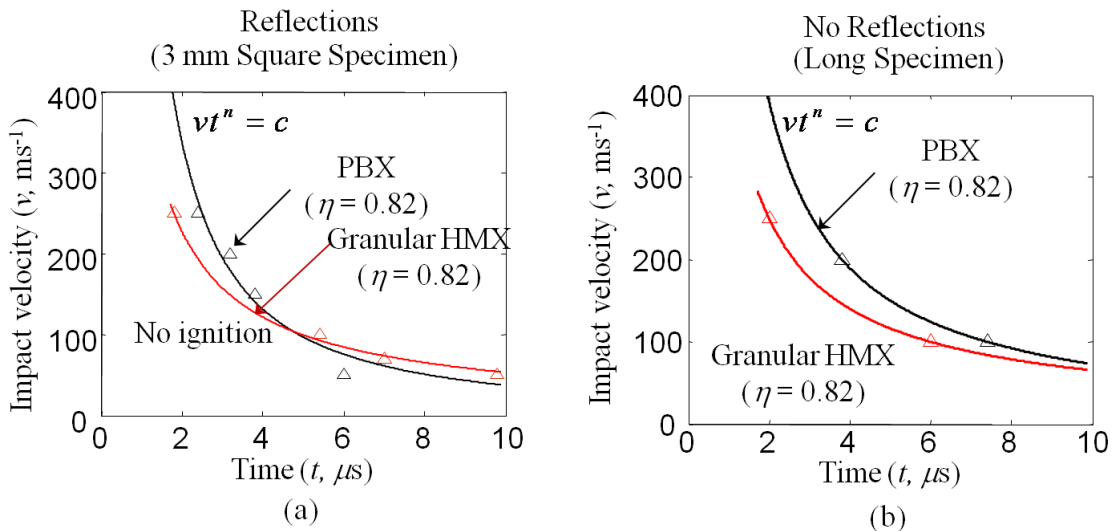 Reflections
(3 mm Square Specimen)
400
300
200
100
0
Impact velocity (v, ms⁻¹)
vtⁿ = c
PBX
(η = 0.82)
Granular HMX
(η = 0.82)
No ignition
0 2 4 6 8 10
Time (t, μs)
(a)
No Reflections
(Long Specimen)
400
300
200
100
0
Impact velocity (v, ms⁻¹)
vtⁿ = c
PBX
(η = 0.82)
Granular HMX
(η = 0.82)
0 2 4 6 8 10
Time (t, μs)
(b)